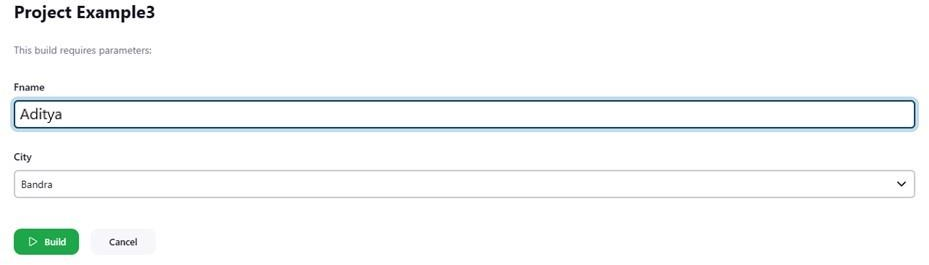 Project Example3
This build requires parameters:
Fname
Aditya
City
Bandra
Build Cancel